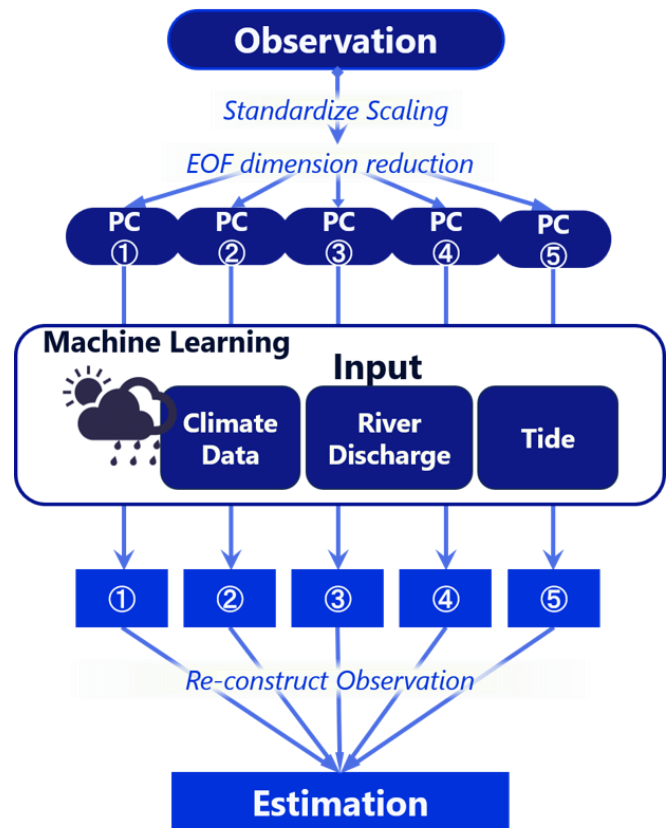 Observation
Standardize Scaling
EOF dimension reduction
PC PC PC PC PC
① ② ③ ④ ⑤
Machine Learning
Input
Climate
Data
River
Discharge
Tide
① ② ③ ④ ⑤
Re-construct Observation
Estimation